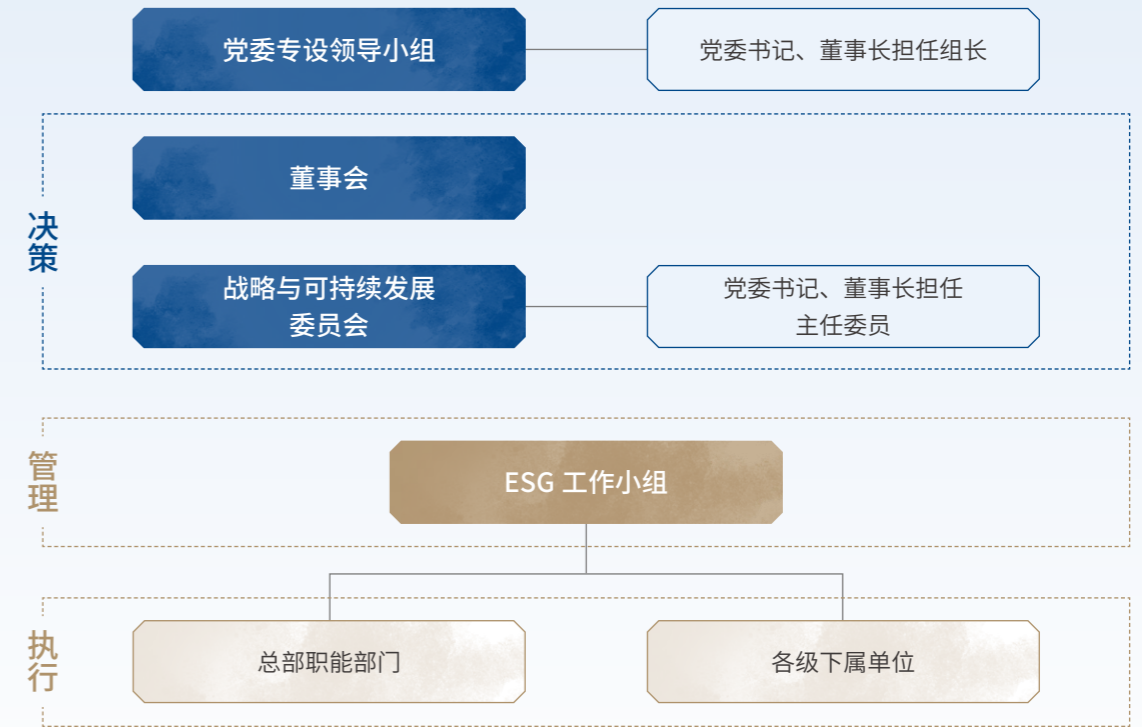 党委专设领导小组
党委书记、董事长担任组长
决策
董事会
战略与可持续发展
委员会
党委书记、董事长担任
主任委员
管理
ESG 工作小组
执行
总部职能部门
各级下属单位